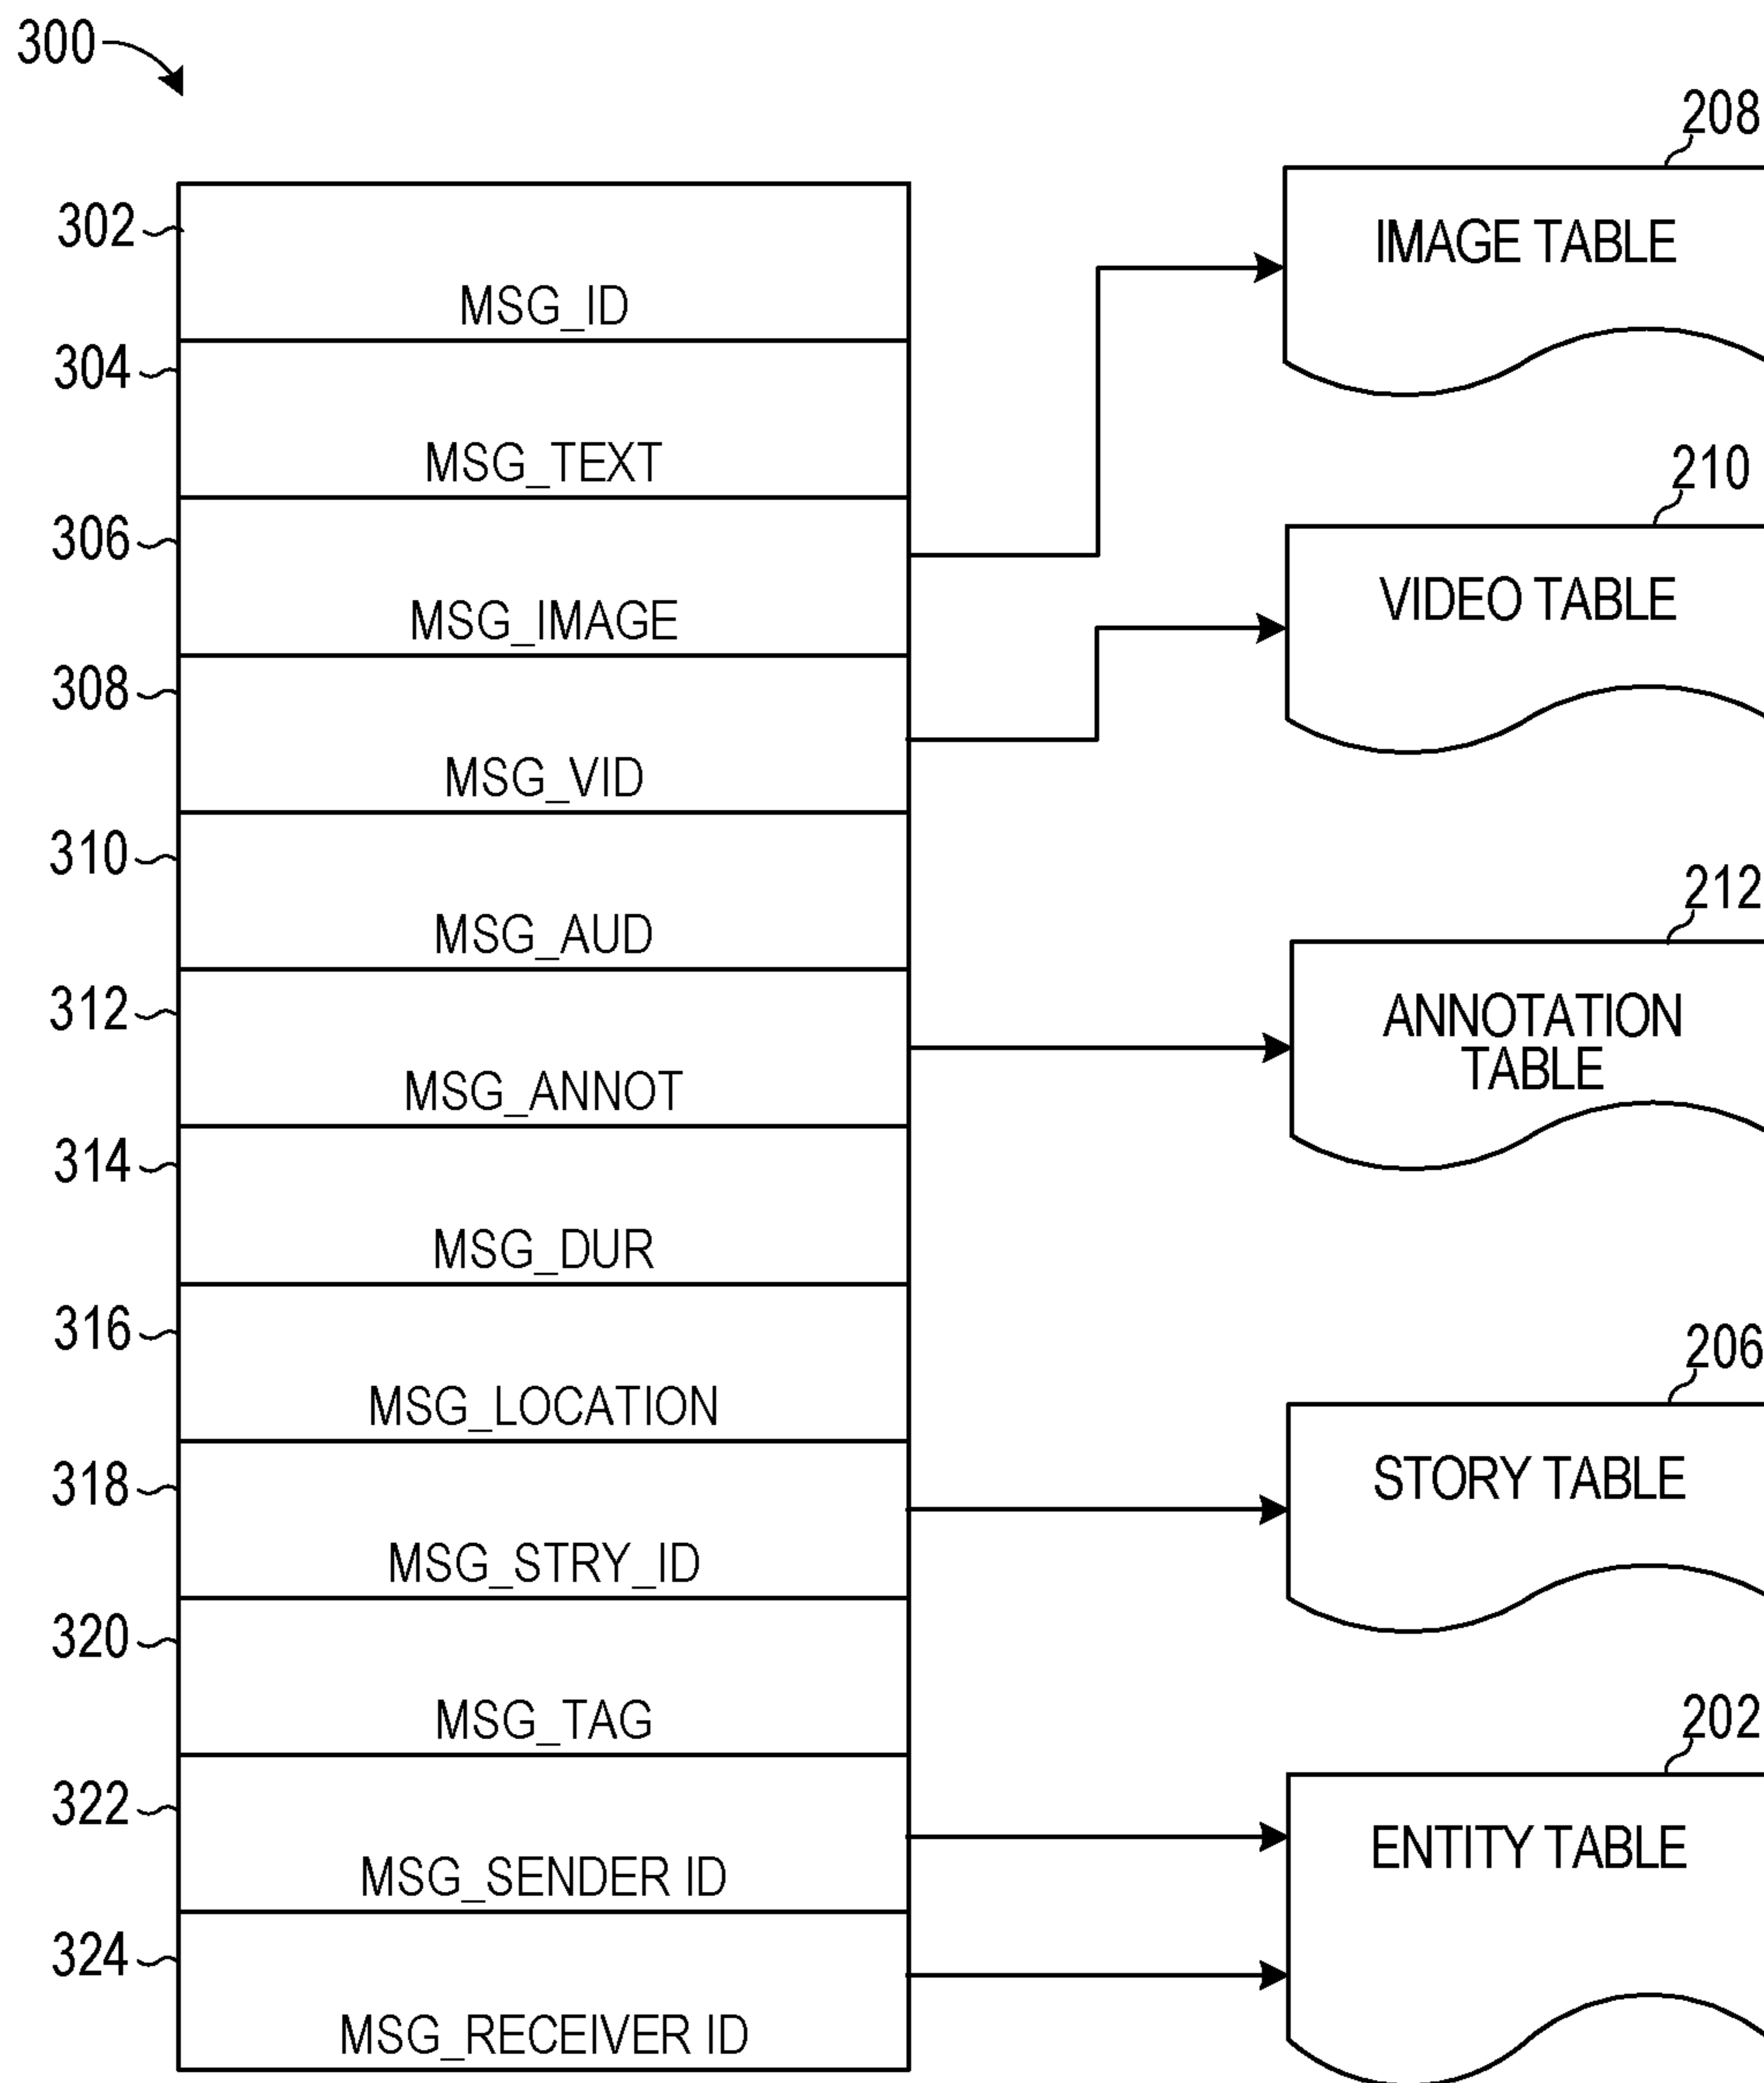 300
208
302
IMAGE TABLE
MSG_ID
304
MSG_TEXT
210
306
VIDEO TABLE
MSG_IMAGE
308
MSG_VID
310
212
MSG_AUD
312
ANNOTATION
TABLE
MSG_ANNOT
314
MSG_DUR
316
206
MSG_LOCATION
318
STORY TABLE
MSG_STRY_ID
320
202
MSG_TAG
322
ENTITY TABLE
MSG_SENDER ID
324
MSG_RECEIVER ID